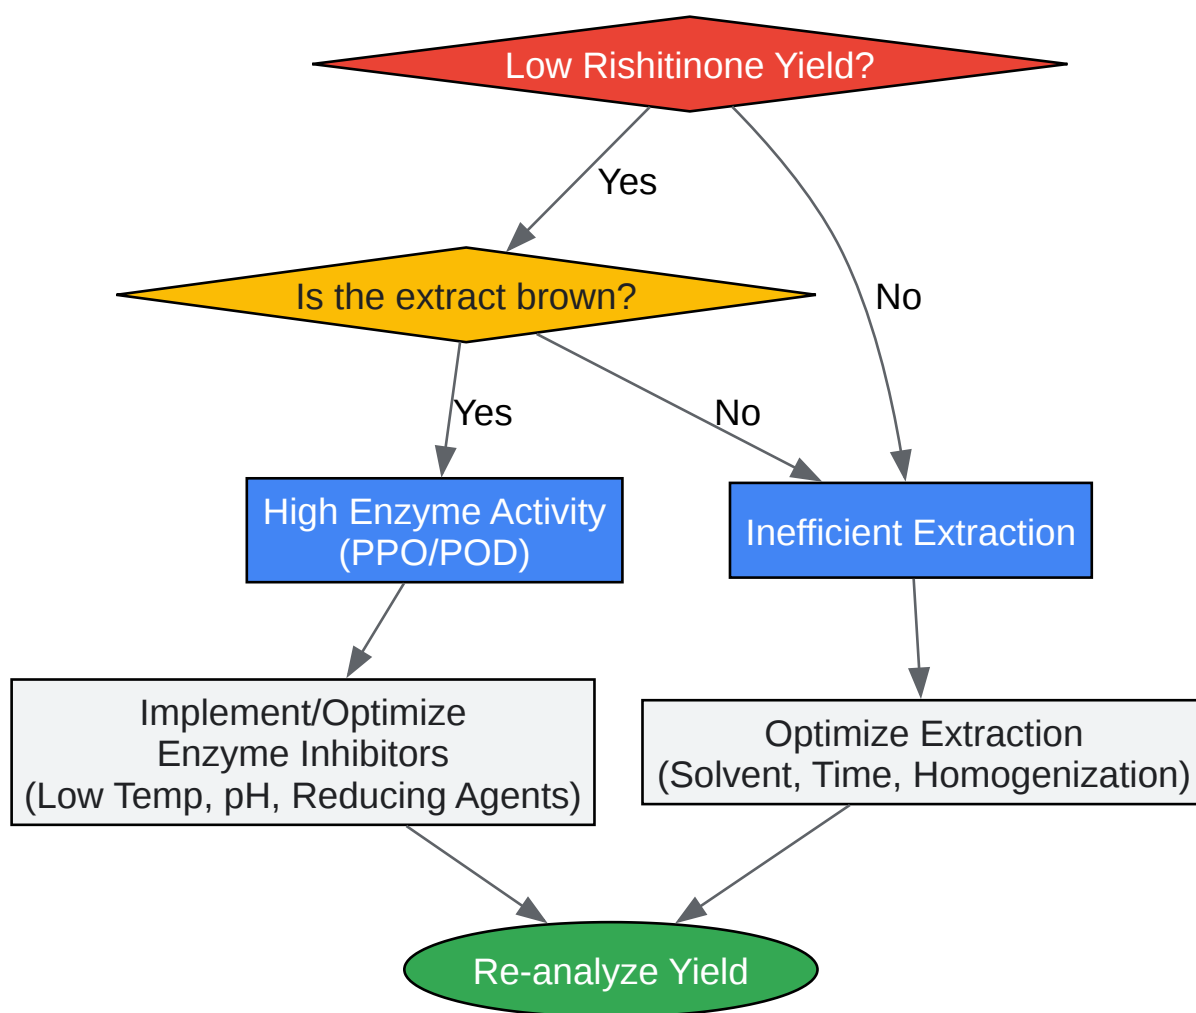 Low Rishitinone Yield?
Yes
Is the extract brown?
No
Yes
No
High Enzyme Activity
(PPO/POD)
Inefficient Extraction
Implement/Optimize
Enzyme Inhibitors
(Low Temp, pH, Reducing Agents)
Optimize Extraction
(Solvent, Time, Homogenization)
Re-analyze Yield